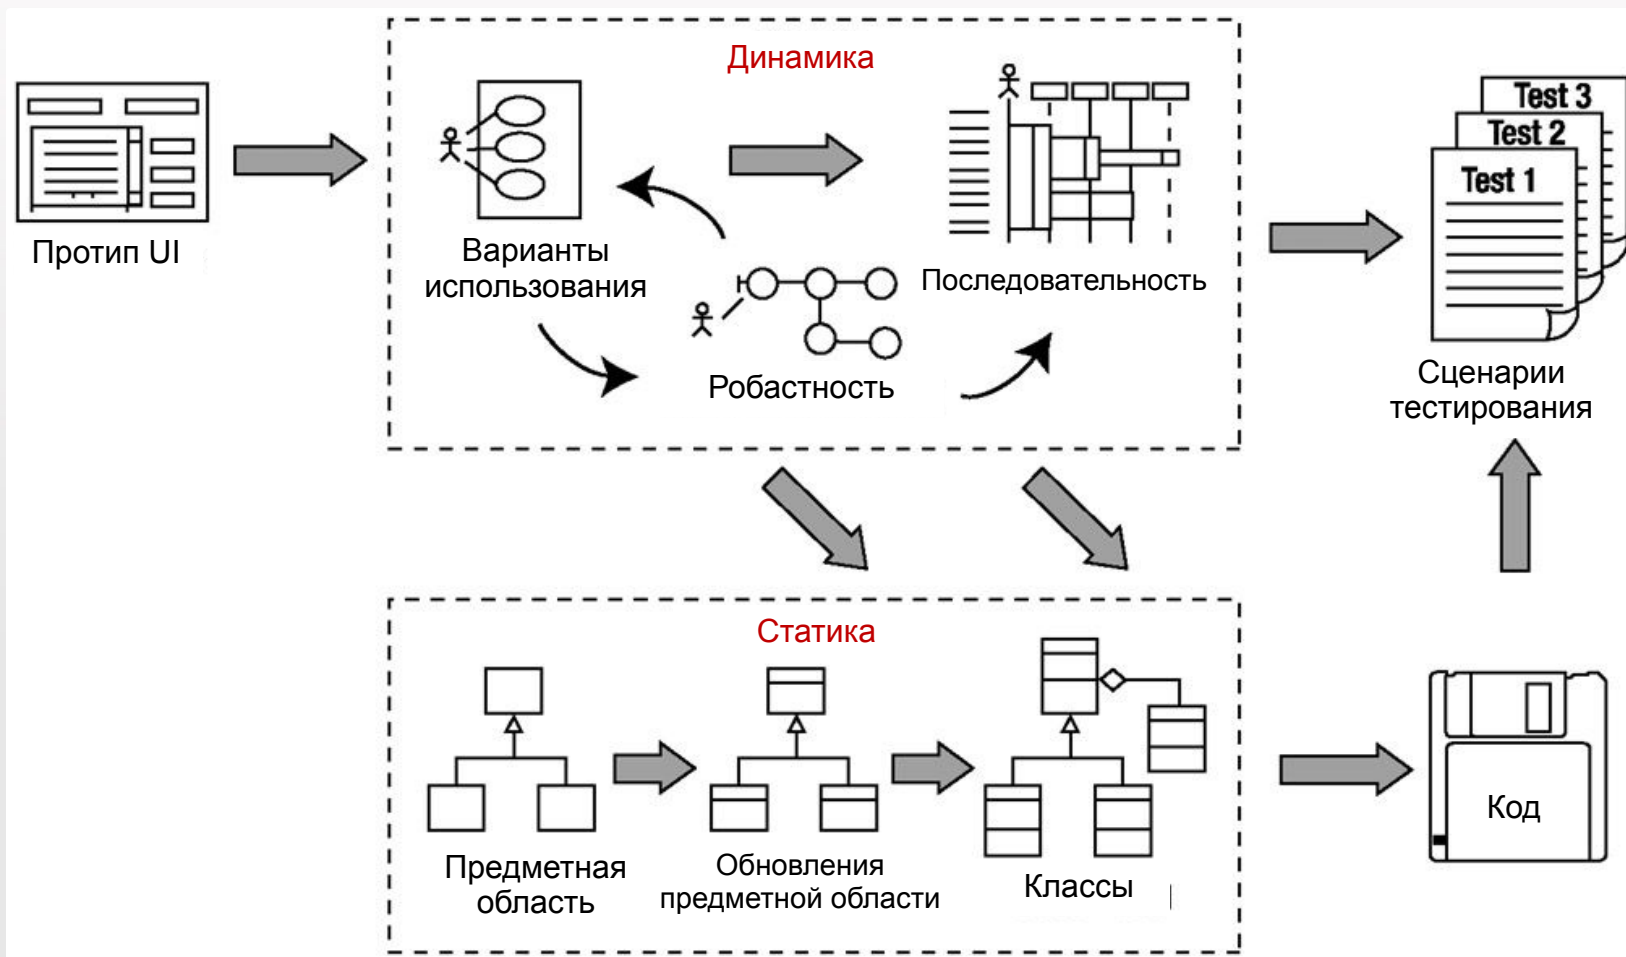 Динамика
Протип UI
Варианты
использования
Последовательность
Робастность
Test 3
Test 2
Test 1
Сценарии
тестирования
Статика
Предметная
область
Обновления
предметной области
Классы
Код